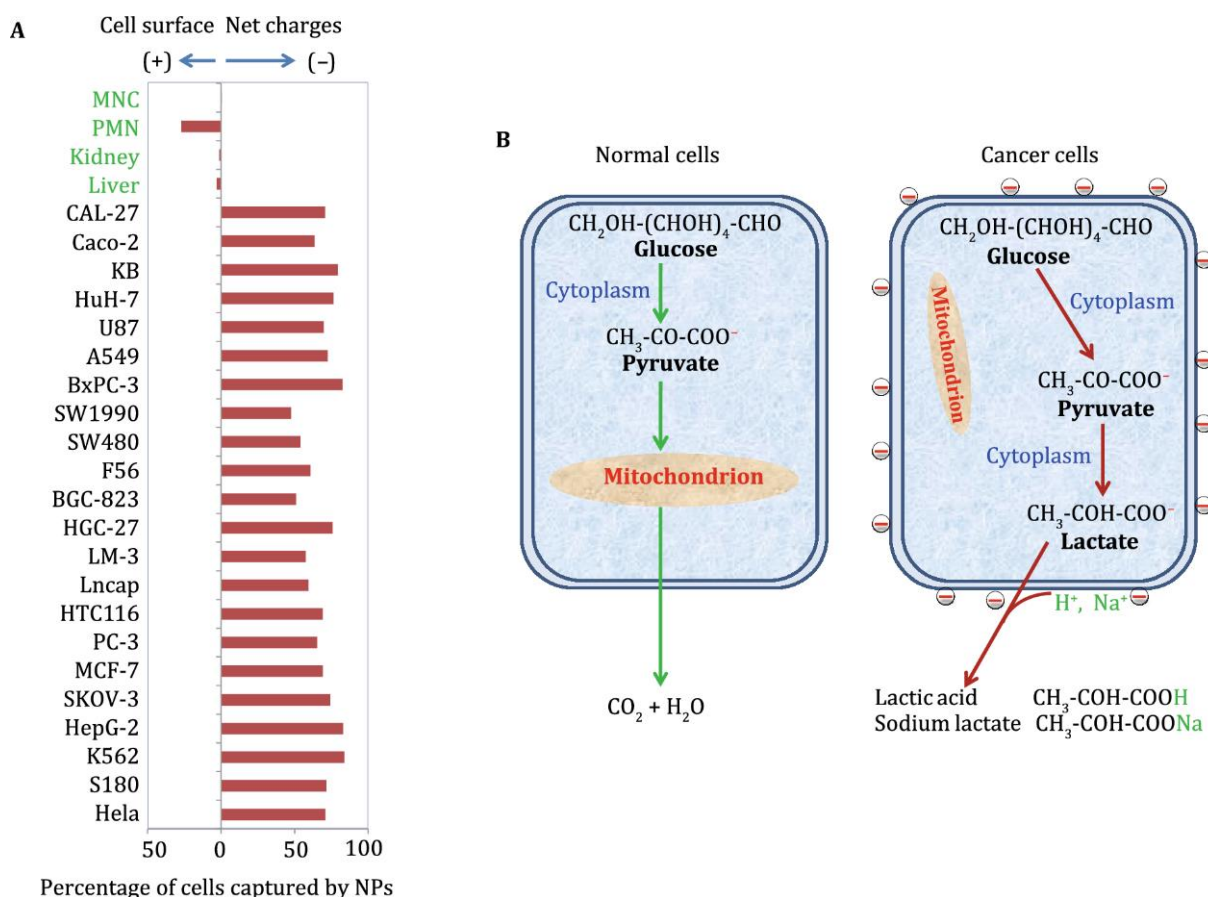 A
Cell surface Net charges
(+) (−)
MNC
PMN
Kidney
Liver
CAL-27
Caco-2
KB
HuH-7
U87
A549
BxPC-3
SW1990
SW480
F56
BGC-823
HGC-27
LM-3
Lncap
HTC116
PC-3
MCF-7
SKOV-3
HepG-2
K562
S180
Hela
50 0 50 100
Percentage of cells captured by NPs
B
Normal cells
CH₂OH-(CHOH)₄-CHO
Glucose
Cytoplasm
CH₃-CO-COO⁻
Pyruvate
Mitochondrion
CO₂ + H₂O
Cancer cells
CH₂OH-(CHOH)₄-CHO
Glucose
Mitochondrion
Cytoplasm
CH₃-CO-COO⁻
Pyruvate
Cytoplasm
CH₃-COH-COO⁻
Lactate
H⁺, Na⁺
Lactic acid CH₃-COH-COOH
Sodium lactate CH₃-COH-COONa